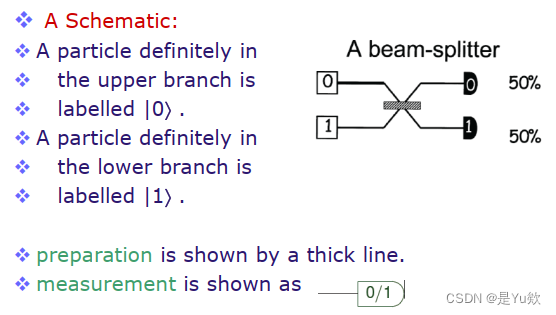 A Schematic:
A particle definitely in
the upper branch is
labelled |0⟩ .
A particle definitely in
the lower branch is
labelled |1⟩ .
preparation is shown by a thick line.
measurement is shown as
0/1
A beam-splitter
0 0 50%
1 1 50%
CSDN @是Yu欸